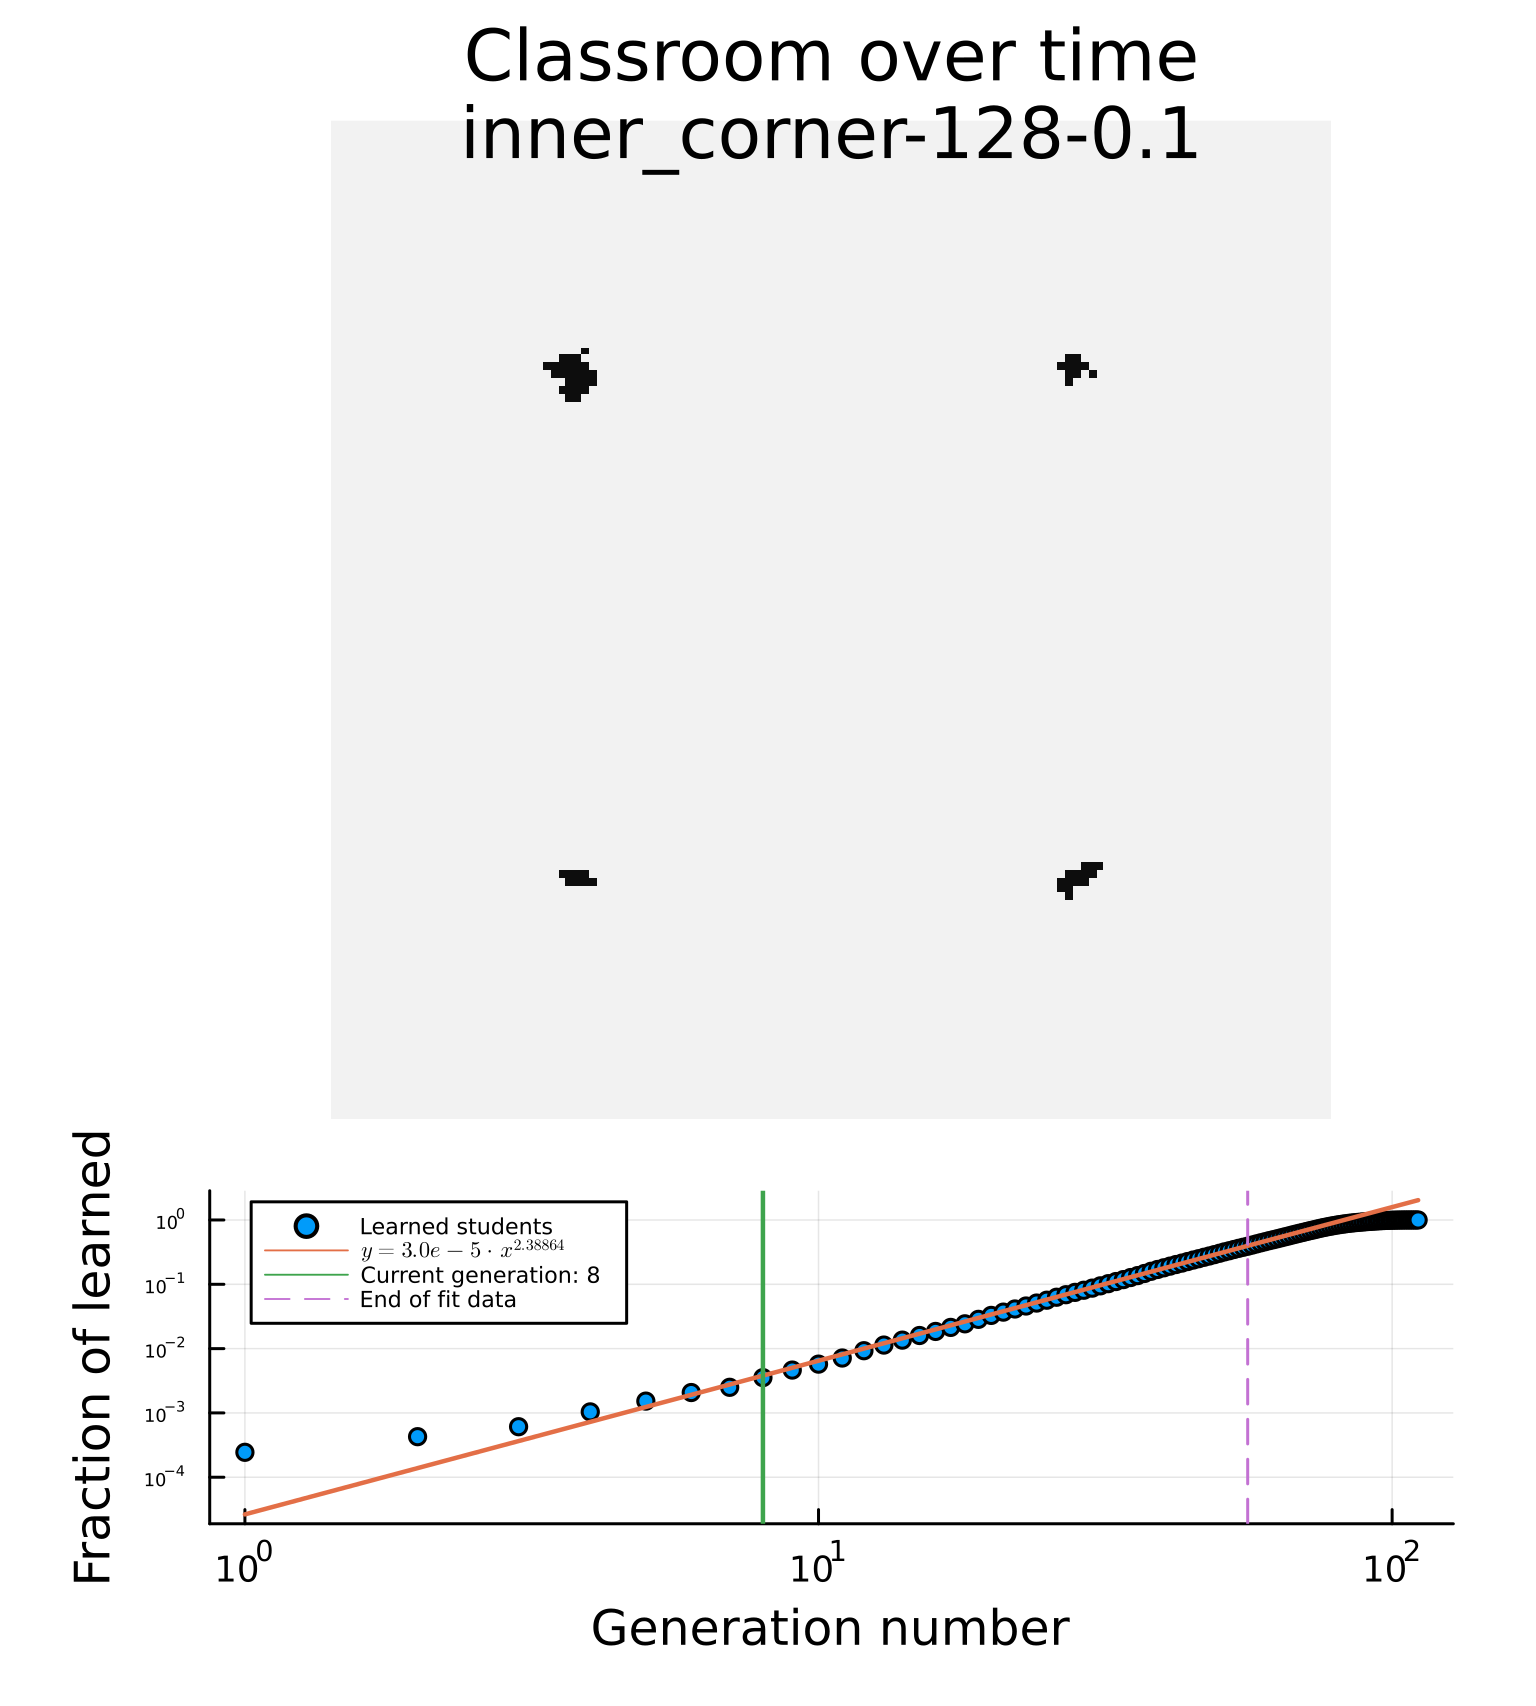 Classroom over time
inner_corner-128-0.1
Fraction of learned
10⁰
10⁻¹
10⁻²
10⁻³
10⁻⁴
Learned students
y = 3.0e − 5 · x^2.38864
Current generation: 8
End of fit data
10⁰ 10¹ 10²
Generation number